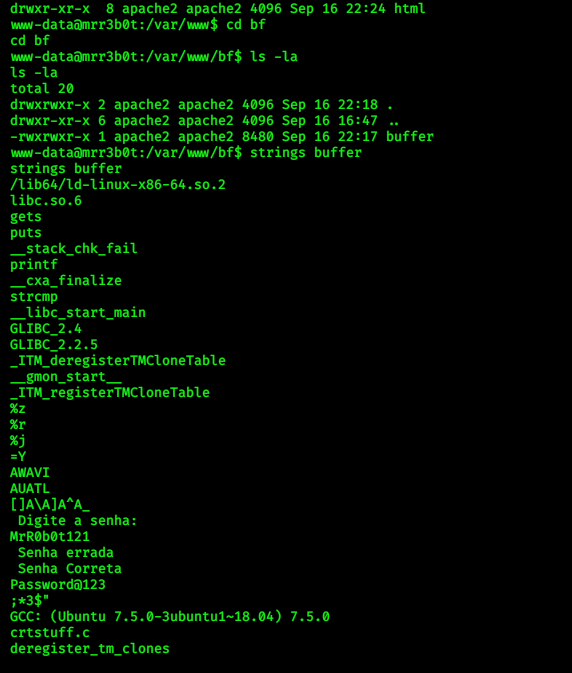 drwxr-xr-x  8 apache2 apache2 4096 Sep 16 22:24 html
www-data@mrr3b0t:/var/www$ cd bf
cd bf
www-data@mrr3b0t:/var/www/bf$ ls -la
ls -la
total 20
drwxrwxr-x 2 apache2 apache2 4096 Sep 16 22:18 .
drwxr-xr-x 6 apache2 apache2 4096 Sep 16 16:47 ..
-rwxrwxr-x 1 apache2 apache2 8480 Sep 16 22:17 buffer
www-data@mrr3b0t:/var/www/bf$ strings buffer
strings buffer
/lib64/ld-linux-x86-64.so.2
libc.so.6
gets
puts
__stack_chk_fail
printf
__cxa_finalize
strcmp
__libc_start_main
GLIBC_2.4
GLIBC_2.2.5
_ITM_deregisterTMCloneTable
__gmon_start__
_ITM_registerTMCloneTable
%z
%r
%j
=Y
AWAVI
AUATL
[]A\A]A^A_
 Digite a senha:
MrR0b0t121
 Senha errada
 Senha Correta
Password@123
;*3$"
GCC: (Ubuntu 7.5.0-3ubuntu1~18.04) 7.5.0
crtstuff.c
deregister_tm_clones